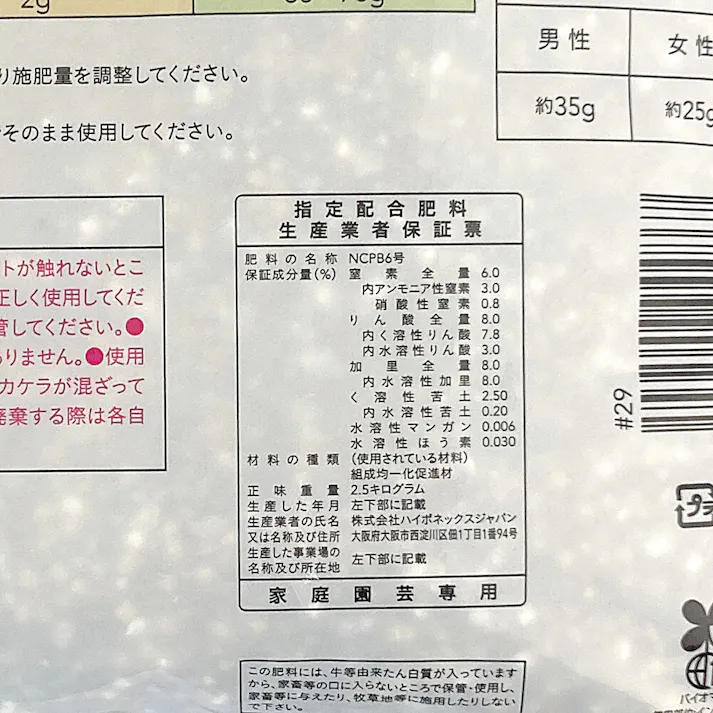 2g
男性
女性
り施肥量を調整してください。
約35g
約25g
そのまま使用してください。
指定配合肥料
生産業者保証票
トが触れないとこ
正しく使用してくだ
管してください。●
ありません。●使用
カケラが混ざって
廃棄する際は各自
肥料の名称 NCPB6号
保証成分量(%) 窒素全量 6.0
内アンモニア性窒素 3.0
硝酸性窒素 0.8
りん酸全量 8.0
内く溶性りん酸 7.8
内水溶性りん酸 3.0
加里全量 8.0
内水溶性加里 8.0
く溶性苦土 2.50
内水溶性苦土 0.20
水溶性マンガン 0.006
水溶性ほう素 0.030
材料の種類 (使用されている材料)
組成均一化促進材
正味重量 2.5キログラム
生産した年月 左下部に記載
生産業者の氏名 株式会社ハイポネックスジャパン
又は名称及び住所 大阪府大阪市西淀川区佃1丁目1番94号
生産した事業場の
名称及び所在地 左下部に記載
家庭園芸専用
#29
プラ
この肥料には、牛等由来たん白質が入っています
から、家畜等の口に入らないところで保管・使用し、
家畜等に与えたり、牧草地等に施用したりしない
で下さい。
バイオマ